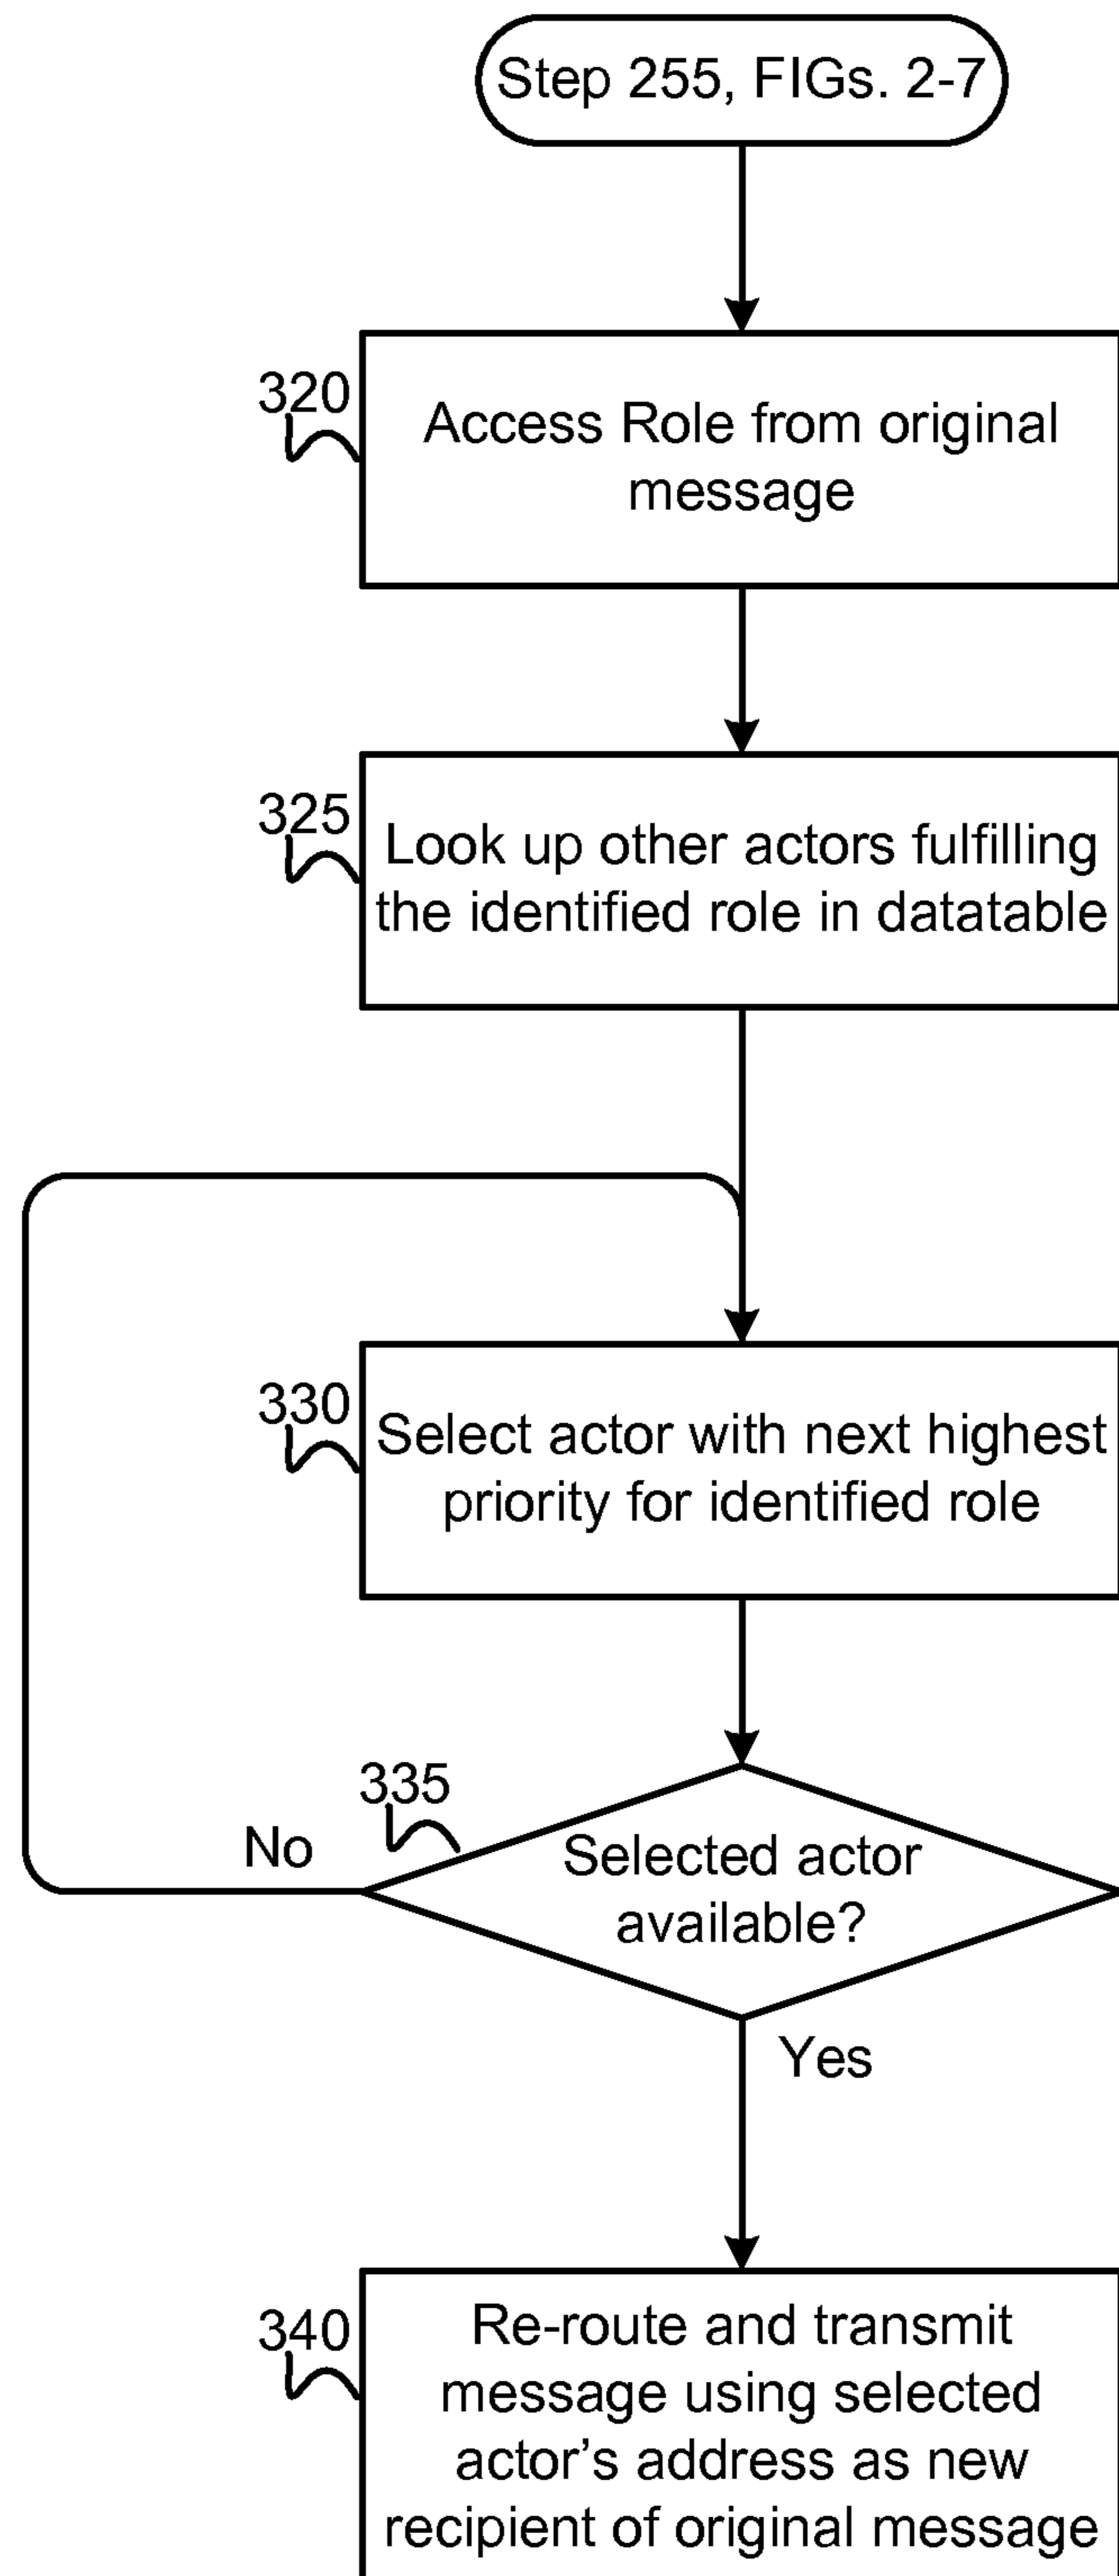 Step 255, FIGs. 2-7
320
Access Role from original
message
325
Look up other actors fulfilling
the identified role in datatable
330
Select actor with next highest
priority for identified role
335
No
Selected actor
available?
Yes
340
Re-route and transmit
message using selected
actor’s address as new
recipient of original message